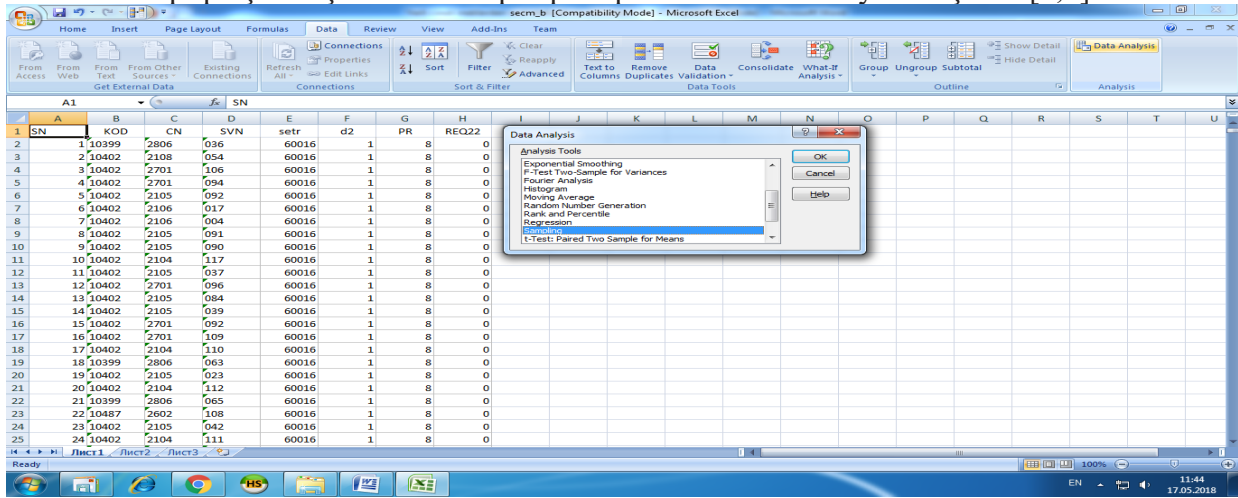 secm_b [Compatibility Mode] - Microsoft Excel
Home Insert Page Layout Formulas Data Review View Add-Ins Team
From Access From Web From Text From Other Sources Existing Connections
Get External Data
Refresh All Connections Properties Edit Links
Connections
Sort Filter Clear Reapply Advanced
Sort & Filter
Text to Columns Remove Duplicates Data Validation Consolidate What-If Analysis
Data Tools
Group Ungroup Subtotal Show Detail Hide Detail
Outline
Data Analysis
Analysis
A1 fx SN
A B C D E F G H I J K L M N O P Q R S T U
1 SN KOD CN SVN setr d2 PR REQ22
2 1 10399 2806 036 60016 1 8 0
3 2 10402 2108 054 60016 1 8 0
4 3 10402 2701 106 60016 1 8 0
5 4 10402 2701 094 60016 1 8 0
6 5 10402 2105 092 60016 1 8 0
7 6 10402 2106 017 60016 1 8 0
8 7 10402 2106 004 60016 1 8 0
9 8 10402 2105 091 60016 1 8 0
10 9 10402 2105 090 60016 1 8 0
11 10 10402 2104 117 60016 1 8 0
12 11 10402 2105 037 60016 1 8 0
13 12 10402 2701 096 60016 1 8 0
14 13 10402 2105 084 60016 1 8 0
15 14 10402 2105 039 60016 1 8 0
16 15 10402 2701 092 60016 1 8 0
17 16 10402 2701 109 60016 1 8 0
18 17 10402 2104 110 60016 1 8 0
19 18 10399 2806 063 60016 1 8 0
20 19 10402 2105 023 60016 1 8 0
21 20 10402 2104 112 60016 1 8 0
22 21 10399 2806 065 60016 1 8 0
23 22 10487 2602 108 60016 1 8 0
24 23 10402 2105 042 60016 1 8 0
25 24 10402 2104 111 60016 1 8 0
Data Analysis
Analysis Tools
Exponential Smoothing
F-Test Two-Sample for Variances
Fourier Analysis
Histogram
Moving Average
Random Number Generation
Rank and Percentile
Regression
Sampling
t-Test: Paired Two Sample for Means
OK
Cancel
Help
Лист1 Лист2 Лист3
Ready 100%
HS EN 11:44
17.05.2018